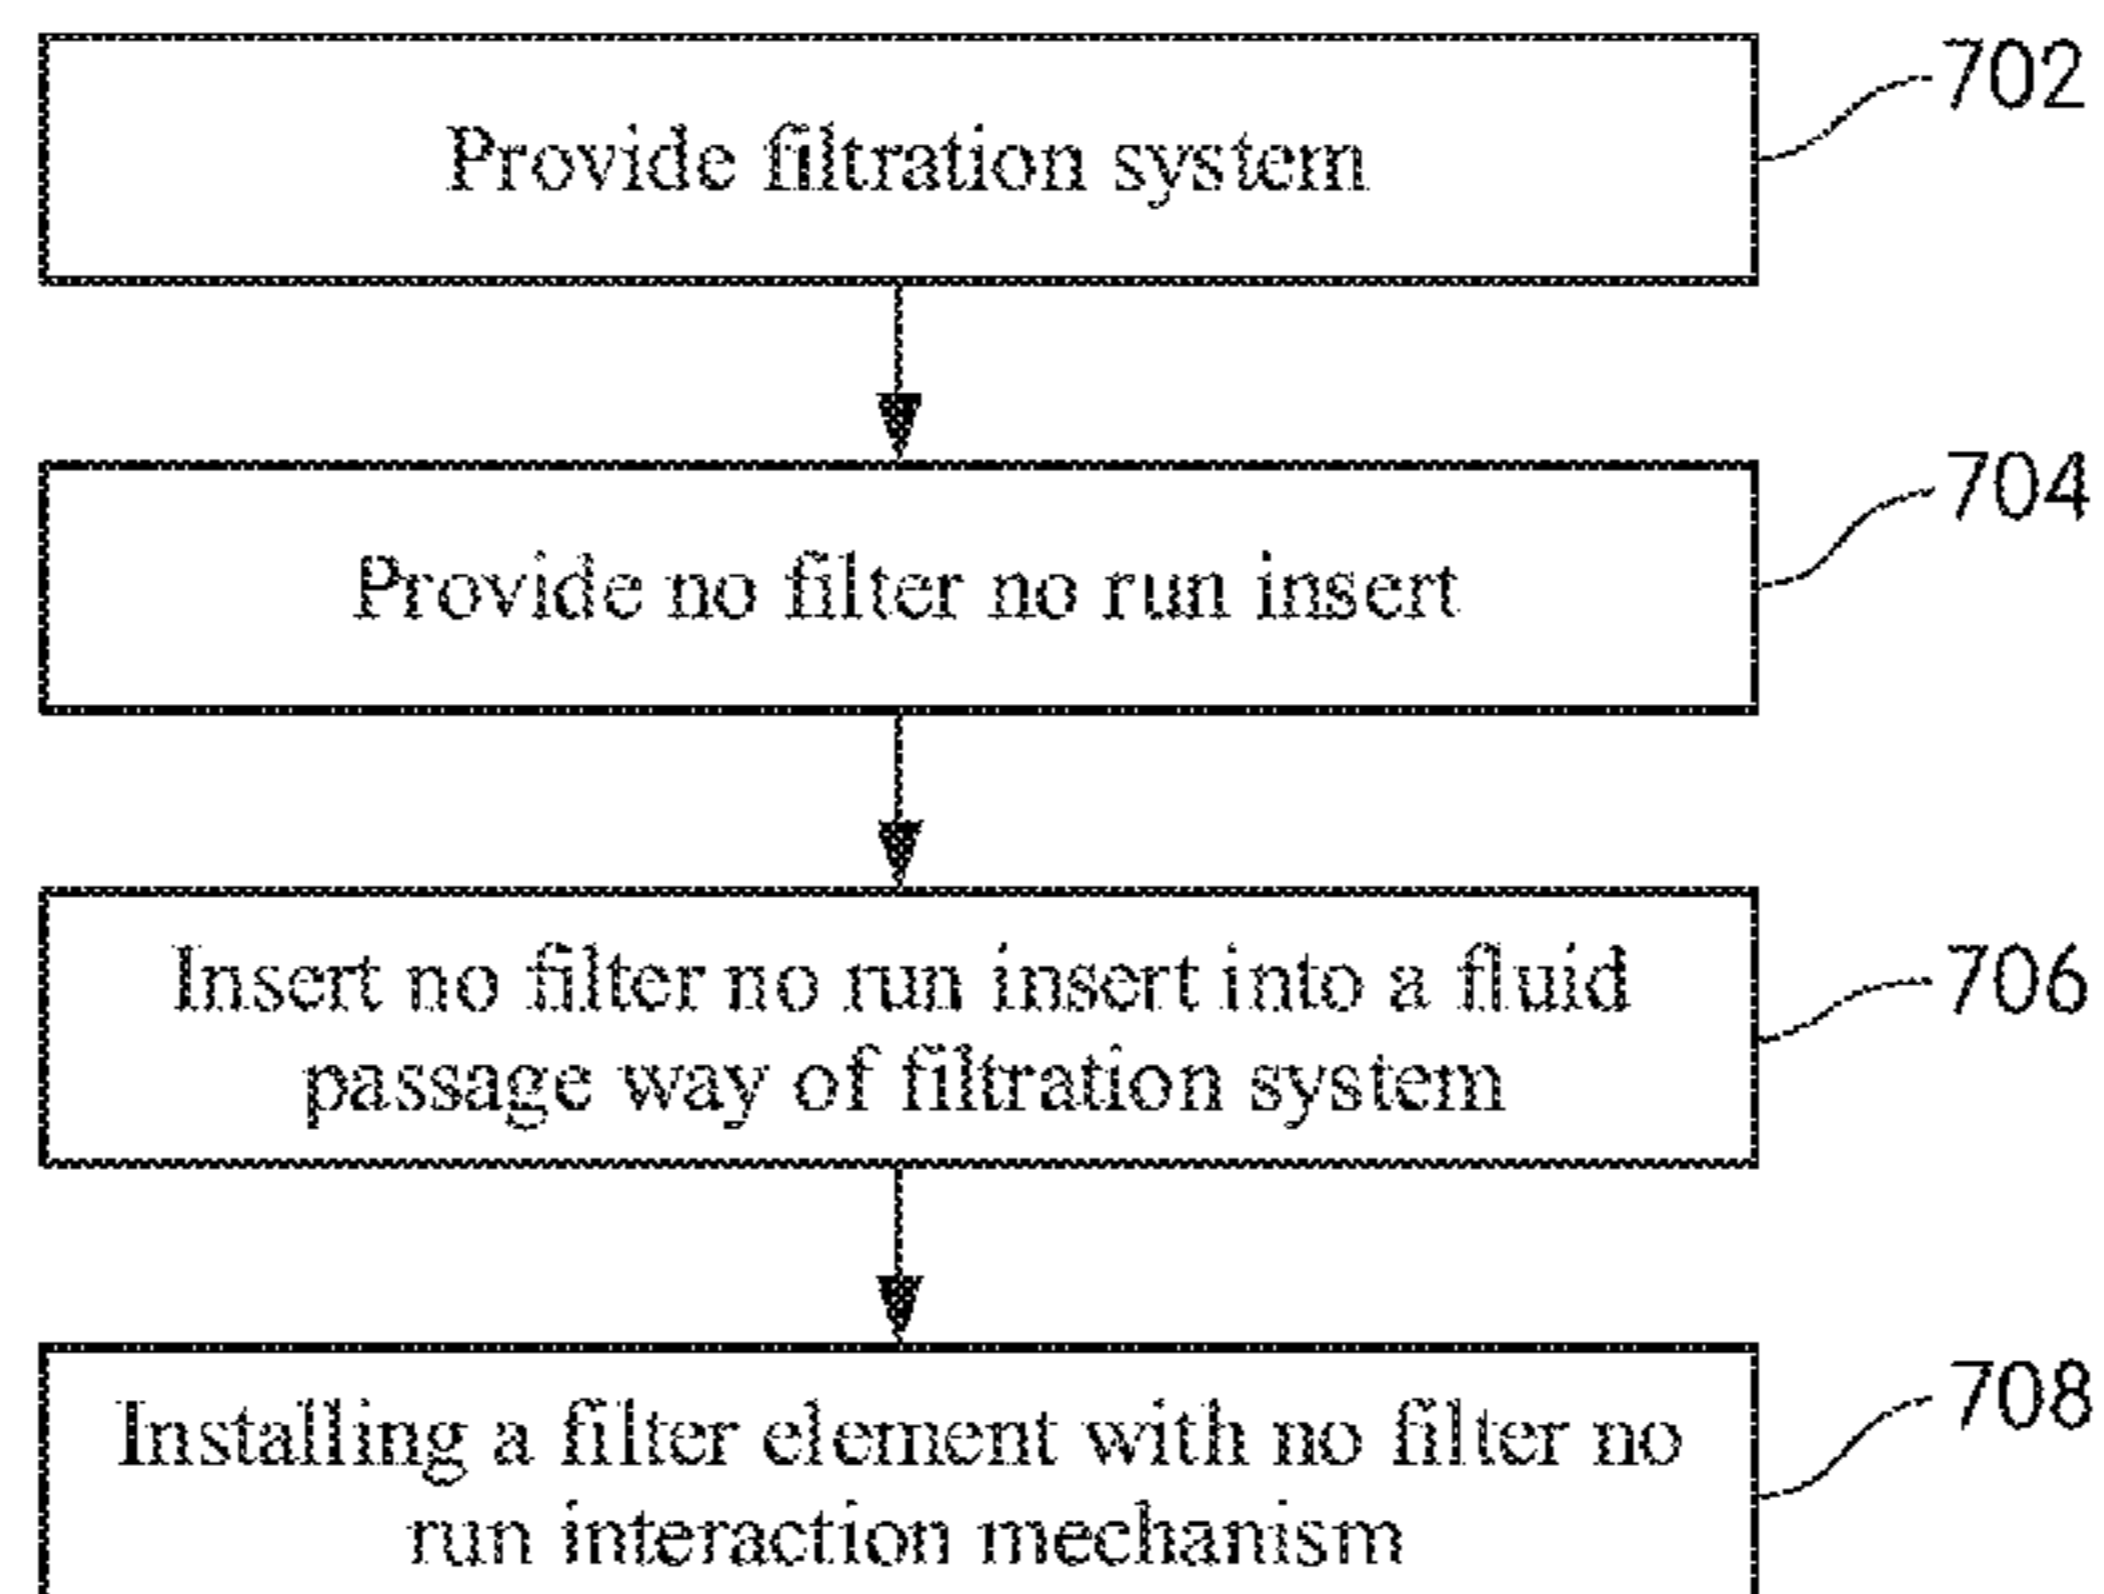 702
Provide filtration system
704
Provide no filter no run insert
706
Insert no filter no run insert into a fluid
passage way of filtration system
708
Installing a filter element with no filter no
run interaction mechanism